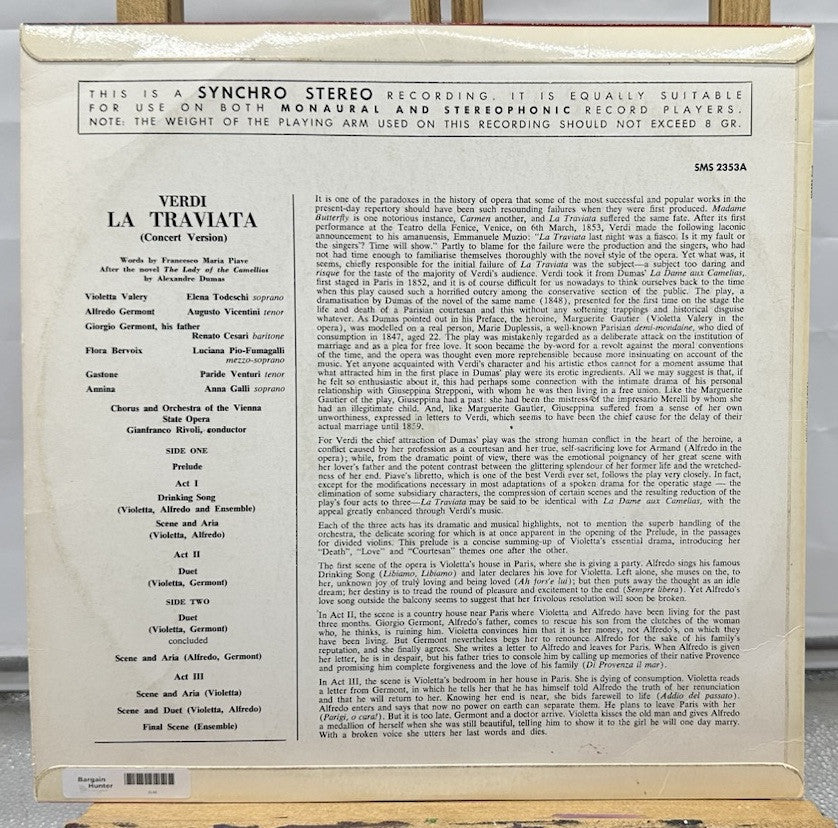 THIS IS A SYNCHRO STEREO RECORDING. IT IS EQUALLY SUITABLE
FOR USE ON BOTH MONAURAL AND STEREOPHONIC RECORD PLAYERS.
NOTE: THE WEIGHT OF THE PLAYING ARM USED ON THIS RECORDING SHOULD NOT EXCEED 8 GR.
SMS 2353A
VERDI
LA TRAVIATA
(Concert Version)
Words by Francesco Maria Piave
After the novel The Lady of the Camellias
by Alexandre Dumas
Violetta Valery Elena Todeschi soprano
Alfredo Germont Augusto Vicentini tenor
Giorgio Germont, his father
Renato Cesari baritone
Flora Bervoix Luciana Pio-Fumagalli
mezzo-soprano
Gastone Paride Venturi tenor
Annina Anna Galli soprano
Chorus and Orchestra of the Vienna
State Opera
Gianfranco Rivoli, conductor
SIDE ONE
Prelude
Act I
Drinking Song
(Violetta, Alfredo and Ensemble)
Scene and Aria
(Violetta, Alfredo)
Act II
Duet
(Violetta, Germont)
SIDE TWO
Duet
(Violetta, Germont)
concluded
Scene and Aria (Alfredo, Germont)
Act III
Scene and Aria (Violetta)
Scene and Duet (Violetta, Alfredo)
Final Scene (Ensemble)
It is one of the paradoxes in the history of opera that some of the most successful and popular works in the
present-day repertory should have been such resounding failures when they were first produced. Madame
Butterfly is one notorious instance, Carmen another, and La Traviata suffered the same fate. After its first
performance at the Teatro della Fenice, Venice, on 6th March, 1853, Verdi made the following laconic
announcement to his amanuensis, Emmanuele Muzio: "La Traviata last night was a fiasco. Is it my fault or
the singers'? Time will show." Partly to blame for the failure were the production and the singers, who had
not had enough to familiarise themselves thoroughly with the novel style of the opera. Yet what was, it
seems, chiefly responsible for the initial failure of La Traviata was the subject—a subject too daring and
risque for the taste of the majority of Verdi's audience. Verdi took it from Dumas' La Dame aux Camelias,
first staged in Paris in 1852, and it is of course difficult for us nowadays to think ourselves back to the time
when this play caused such a horrified outcry among the conservative section of the public. The play, a
dramatisation by Dumas of the novel of the same name (1848), presented for the first time on the stage the
life and death of a Parisian courtesan and this without any softening trappings and historical disguise
whatever. As Dumas pointed out in his Preface, the heroine, Marguerite Gautier (Violetta Valery in the
opera), was modelled on a real person, Marie Duplessis, a well-known Parisian demi-mondaine, who died of
consumption in 1847, aged 22. The play was mistakenly regarded as a deliberate attack on the institution of
marriage and as a plea for free love. It soon became the by-word for a revolt against the moral conventions
of the time, and the opera was thought even more reprehensible because more insinuating on account of the
music. Yet anyone acquainted with Verdi's character and his artistic ethos cannot for a moment assume that
what attracted him in the first place in Dumas' play were its erotic ingredients. All we may suggest is that, if
he felt so enthusiastic about it, this had perhaps some connection with the intimate drama of his personal
relationship with Giuseppina Strepponi, with whom he was then living in a free union. Like the Marguerite
Gautier of the play, Giuseppina had a past: she had been the mistress of the impresario Merelli by whom she
had an illegitimate child. And, like Marguerite Gautier, Giuseppina suffered from a sense of her own
unworthiness, expressed in letters to Verdi, which seems to have been the chief cause for the delay of their
actual marriage until 1859.
For Verdi the chief attraction of Dumas' play was the strong human conflict in the heart of the heroine, a
conflict caused by her profession as a courtesan and her true, self-sacrificing love for Armand (Alfredo in the
opera); while, from the dramatic point of view, there was the emotional poignancy of her great scene with
her lover's father and the potent contrast between the glittering splendour of her former life and the wretched-
ness of her end. Piave's libretto, which is one of the best Verdi ever set, follows the play very closely. In fact,
except for the modifications necessary in most adaptations of a spoken drama for the operatic stage — the
elimination of some subsidiary characters, the compression of certain scenes and the resulting reduction of the
play's four acts to three—La Traviata may be said to be identical with La Dame aux Camelias, with the
appeal greatly enhanced through Verdi's music.
Each of the three acts has its dramatic and musical highlights, not to mention the superb handling of the
orchestra, the delicate scoring for which is at once apparent in the opening of the Prelude, in the passages
for divided violins. This prelude is a concise summing-up of Violetta's essential drama, introducing her
"Death", "Love" and "Courtesan" themes one after the other.
The first scene of the opera is Violetta's house in Paris, where she is giving a party. Alfredo sings his famous
Drinking Song (Libiamo, Libiamo) and later declares his love for Violetta. Left alone, she muses on the, to
her, unknown joy of truly loving and being loved (Ah fors'e lui); but then puts away the thought as an idle
dream; her destiny is to tread the round of pleasure and excitement to the end (Sempre libera). Yet Alfredo's
love song outside the balcony seems to suggest that her frivolous resolution will soon be broken.
In Act II, the scene is a country house near Paris where Violetta and Alfredo have been living for the past
three months. Giorgio Germont, Alfredo's father, comes to rescue his son from the clutches of the woman
who, he thinks, is ruining him. Violetta convinces him that it is her money, not Alfredo's, on which they
have been living. But Germont nevertheless begs her to renounce Alfredo for the sake of his family's
reputation, and she finally agrees. She writes a letter to Alfredo and leaves for Paris. When Alfredo is given
her letter, he is in despair, but his father tries to console him by calling up memories of their native Provence
and promising him complete forgiveness and the love of his family (Di Provenza il mar).
In Act III, the scene is Violetta's bedroom in her house in Paris. She is dying of consumption. Violetta reads
a letter from Germont, in which he tells her that he has himself told Alfredo the truth of her renunciation
and that he will return to her. Knowing her end is near, she bids farewell to life (Addio del passato).
Alfredo enters and says that now no power on earth can separate them. He plans to leave Paris with her
(Parigi, o cara!). But it is too late. Germont and a doctor arrive. Violetta kisses the old man and gives Alfredo
a medallion of herself when she was still beautiful, telling him to show it to the girl he will one day marry.
With a broken voice she utters her last words and dies.
Bargain
Hunter